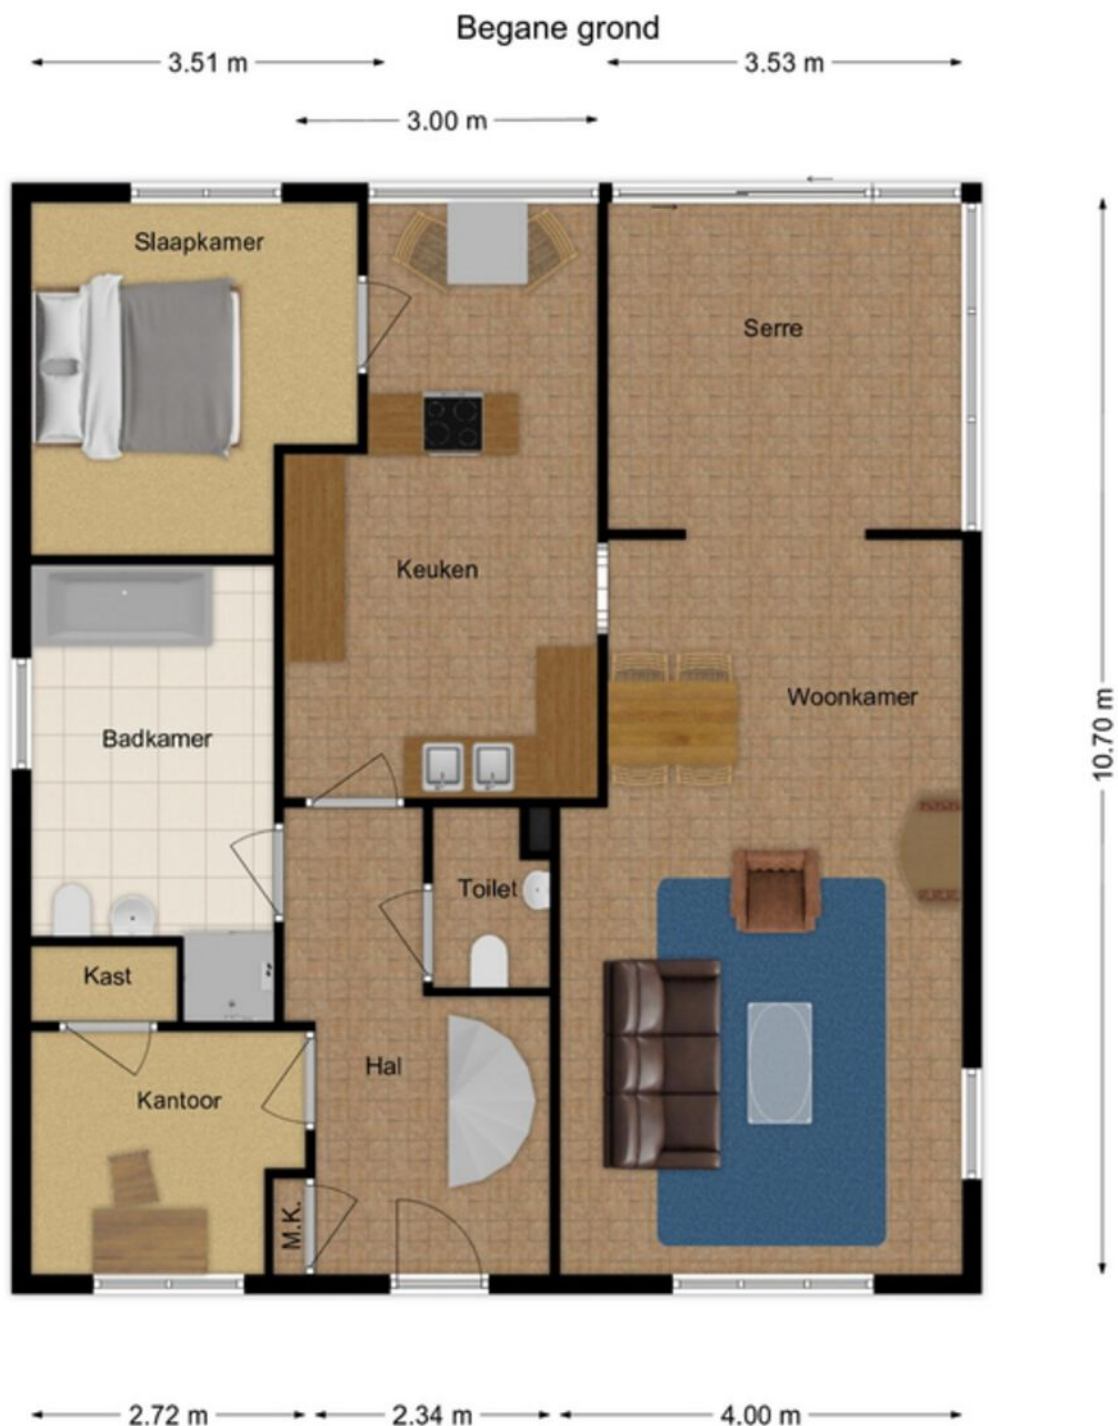 Begane grond
3.51 m
3.53 m
3.00 m
Slaapkamer
Serre
Keuken
Woonkamer
10.70 m
Badkamer
Toilet
Kast
Hal
Kantoor
M.K.
2.72 m
2.34 m
4.00 m